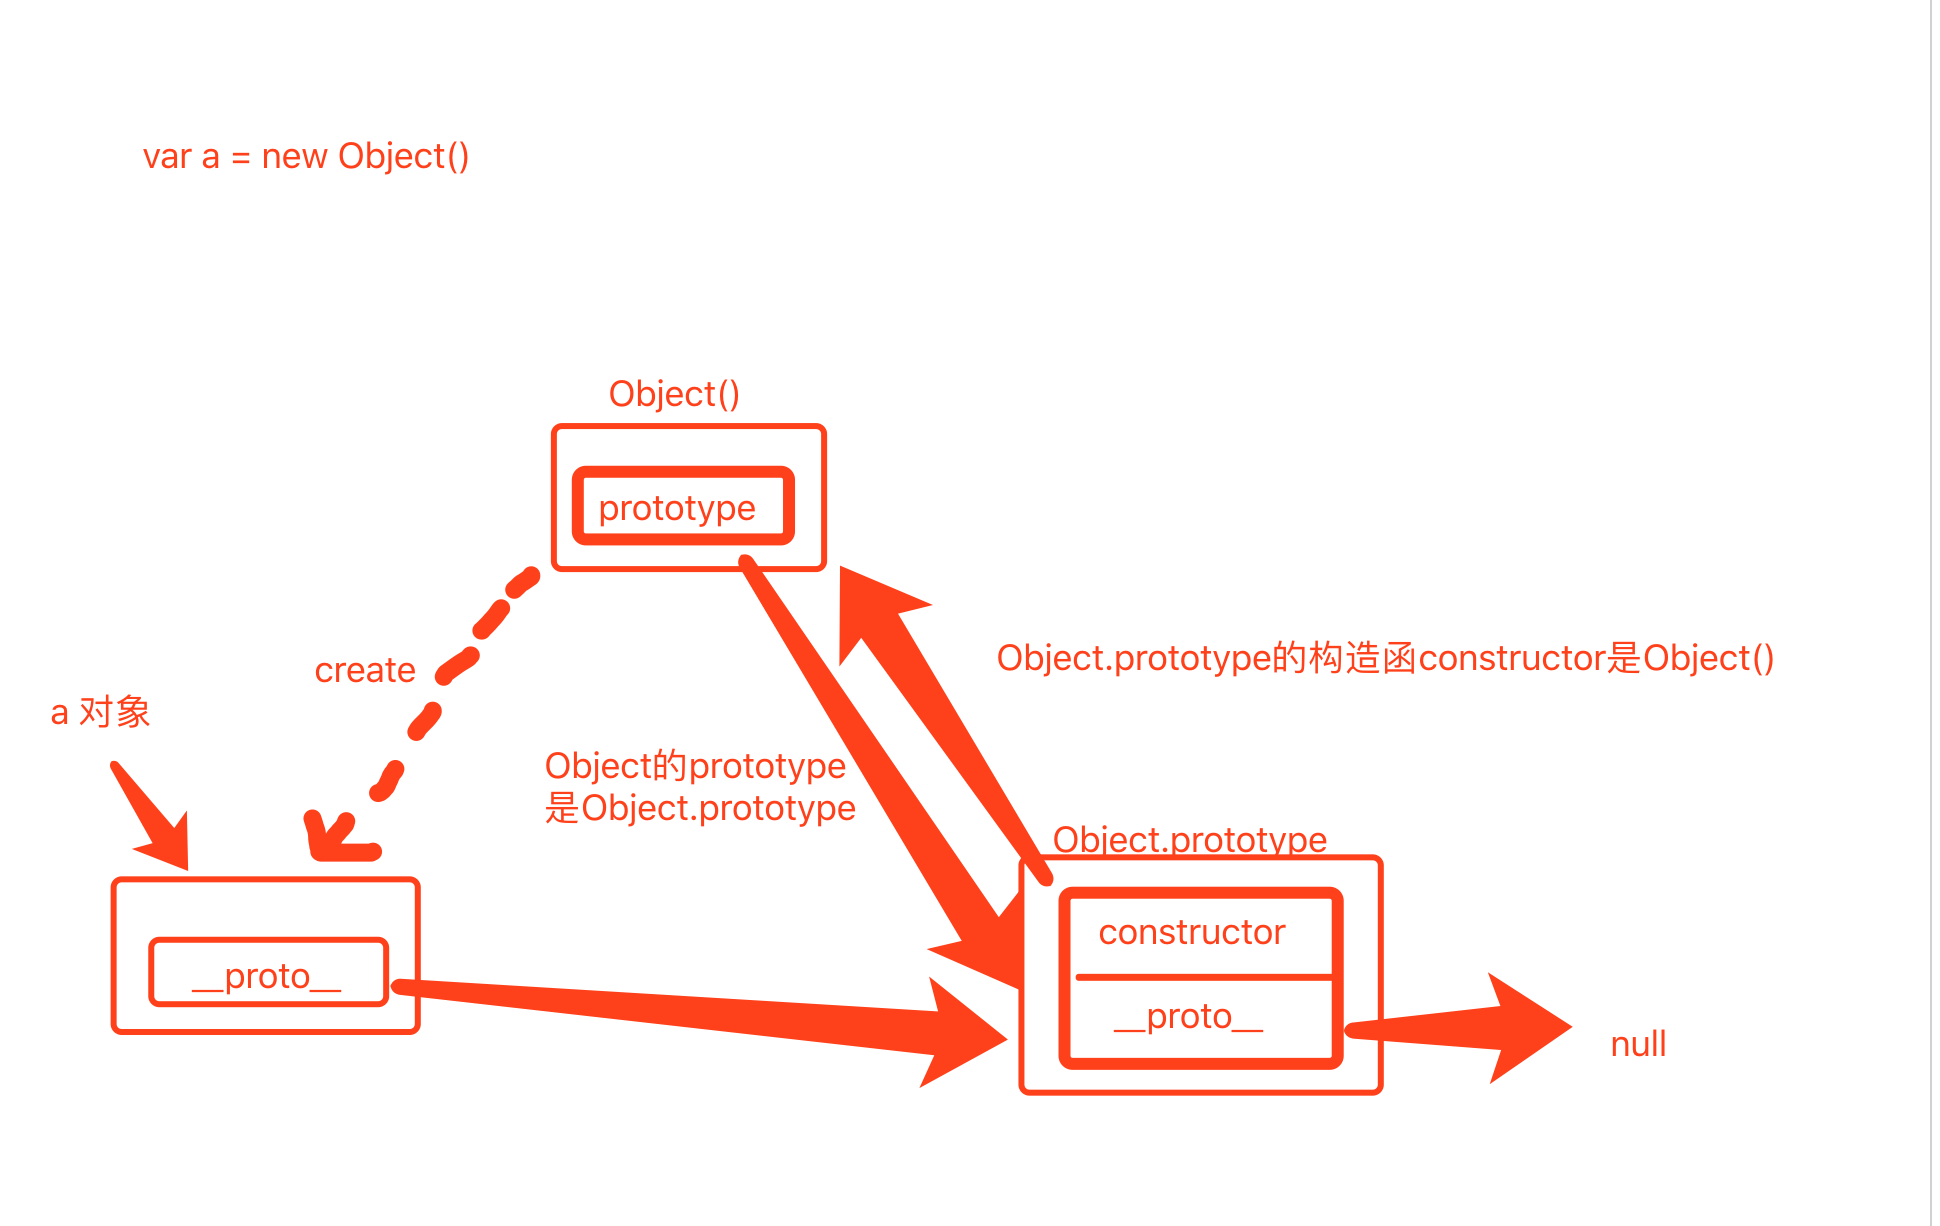 var a = new Object()
Object()
prototype
Object.prototype的构造函constructor是Object()
create
a 对象
Object的prototype
是Object.prototype
Object.prototype
constructor
__proto__
__proto__
null